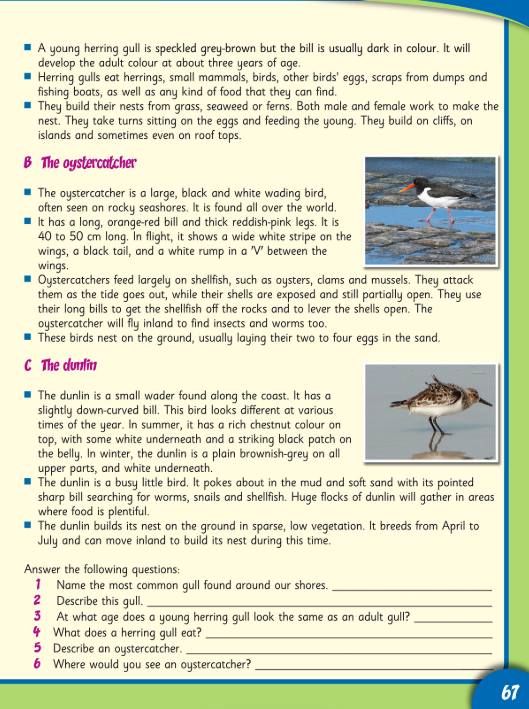 ■ A young herring gull is speckled grey-brown but the bill is usually dark in colour. It will
develop the adult colour at about three years of age.
■ Herring gulls eat herrings, small mammals, birds, other birds’ eggs, scraps from dumps and
fishing boats, as well as any kind of food that they can find.
■ They build their nests from grass, seaweed or ferns. Both male and female work to make the
nest. They take turns sitting on the eggs and feeding the young. They build on cliffs, on
islands and sometimes even on roof tops.
B The oystercatcher
■ The oystercatcher is a large, black and white wading bird,
often seen on rocky seashores. It is found all over the world.
■ It has a long, orange-red bill and thick reddish-pink legs. It is
40 to 50 cm long. In flight, it shows a wide white stripe on the
wings, a black tail, and a white rump in a ‘V’ between the
wings.
■ Oystercatchers feed largely on shellfish, such as oysters, clams and mussels. They attack
them as the tide goes out, while their shells are exposed and still partially open. They use
their long bills to get the shellfish off the rocks and to lever the shells open. The
oystercatcher will fly inland to find insects and worms too.
■ These birds nest on the ground, usually laying their two to four eggs in the sand.
C The dunlin
■ The dunlin is a small wader found along the coast. It has a
slightly down-curved bill. This bird looks different at various
times of the year. In summer, it has a rich chestnut colour on
top, with some white underneath and a striking black patch on
the belly. In winter, the dunlin is a plain brownish-grey on all
upper parts, and white underneath.
■ The dunlin is a busy little bird. It pokes about in the mud and soft sand with its pointed
sharp bill searching for worms, snails and shellfish. Huge flocks of dunlin will gather in areas
where food is plentiful.
■ The dunlin builds its nest on the ground in sparse, low vegetation. It breeds from April to
July and can move inland to build its nest during this time.
Answer the following questions:
1 Name the most common gull found around our shores.
2 Describe this gull.
3 At what age does a young herring gull look the same as an adult gull?
4 What does a herring gull eat?
5 Describe an oystercatcher.
6 Where would you see an oystercatcher?
67